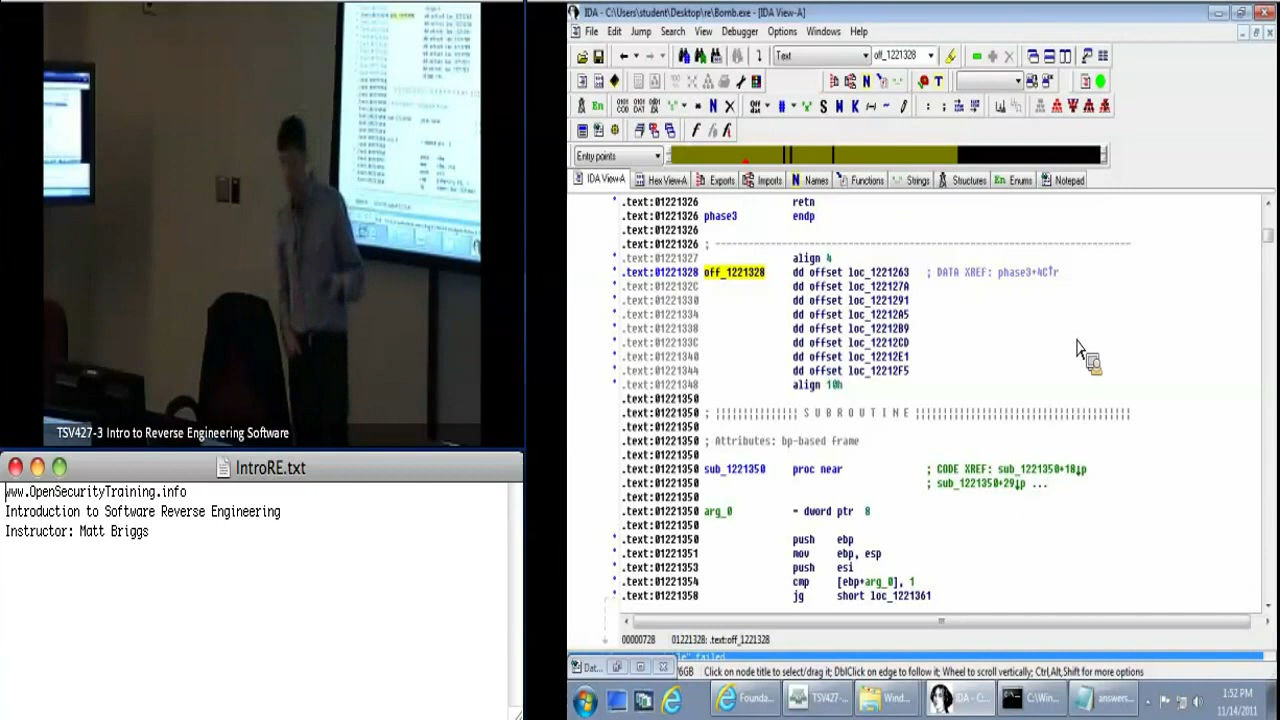 TSV427-3 Intro to Reverse Engineering Software
IntroRE.txt
www.OpenSecurityTraining.info
Introduction to Software Reverse Engineering
Instructor: Matt Briggs
IDA - C:\Users\student\Desktop\re\Bomb.exe - [IDA View-A]
File Edit Jump Search View Debugger Options Windows Help
Text
328
Entry points
IDA View-A Hex View-A Exports Imports Names Strings Structures Enums Notepad
.text:01221326 retn
.text:01221326 phase3 endp
.text:01221326
.text:01221326 ; ---------------------------------------------------------------------------
.text:01221327 align 4
.text:01221328 off_1221328 dd offset loc_1221263 ; DATA XREF: phase3+4C↑r
.text:0122132C dd offset loc_122127A
.text:01221330 dd offset loc_1221291
.text:01221334 dd offset loc_12212A5
.text:01221338 dd offset loc_12212B9
.text:0122133C dd offset loc_12212CD
.text:01221340 dd offset loc_12212E1
.text:01221344 dd offset loc_12212F5
.text:01221348 align 10h
.text:01221350
.text:01221350 ; ¦¦¦¦¦¦¦¦¦¦¦¦¦¦¦ S U B R O U T I N E ¦¦¦¦¦¦¦¦¦¦¦¦¦¦¦¦¦¦¦¦¦¦¦¦¦¦¦¦¦¦¦¦¦¦¦¦¦¦¦
.text:01221350
.text:01221350 ; Attributes: bp-based frame
.text:01221350
.text:01221350 sub_1221350 proc near ; CODE XREF: sub_1221350+18↓p
.text:01221350 ; sub_1221350+29↓p ...
.text:01221350
.text:01221350 arg_0 = dword ptr 8
.text:01221350
.text:01221350 push ebp
.text:01221351 mov ebp, esp
.text:01221353 push esi
.text:01221354 cmp [ebp+arg_0], 1
.text:01221358 jg short loc_1221361
00000728 01221328: .text:off_1221328
failed
Dat... Click on node title to select/drag it; DblClick on edge to follow it; Wheel to scroll vertically; Ctrl,Alt,Shift for more options
Founda... TSV427-... Wind... IDA - C:... C:\Win... answers... 1:52 PM
11/14/2011